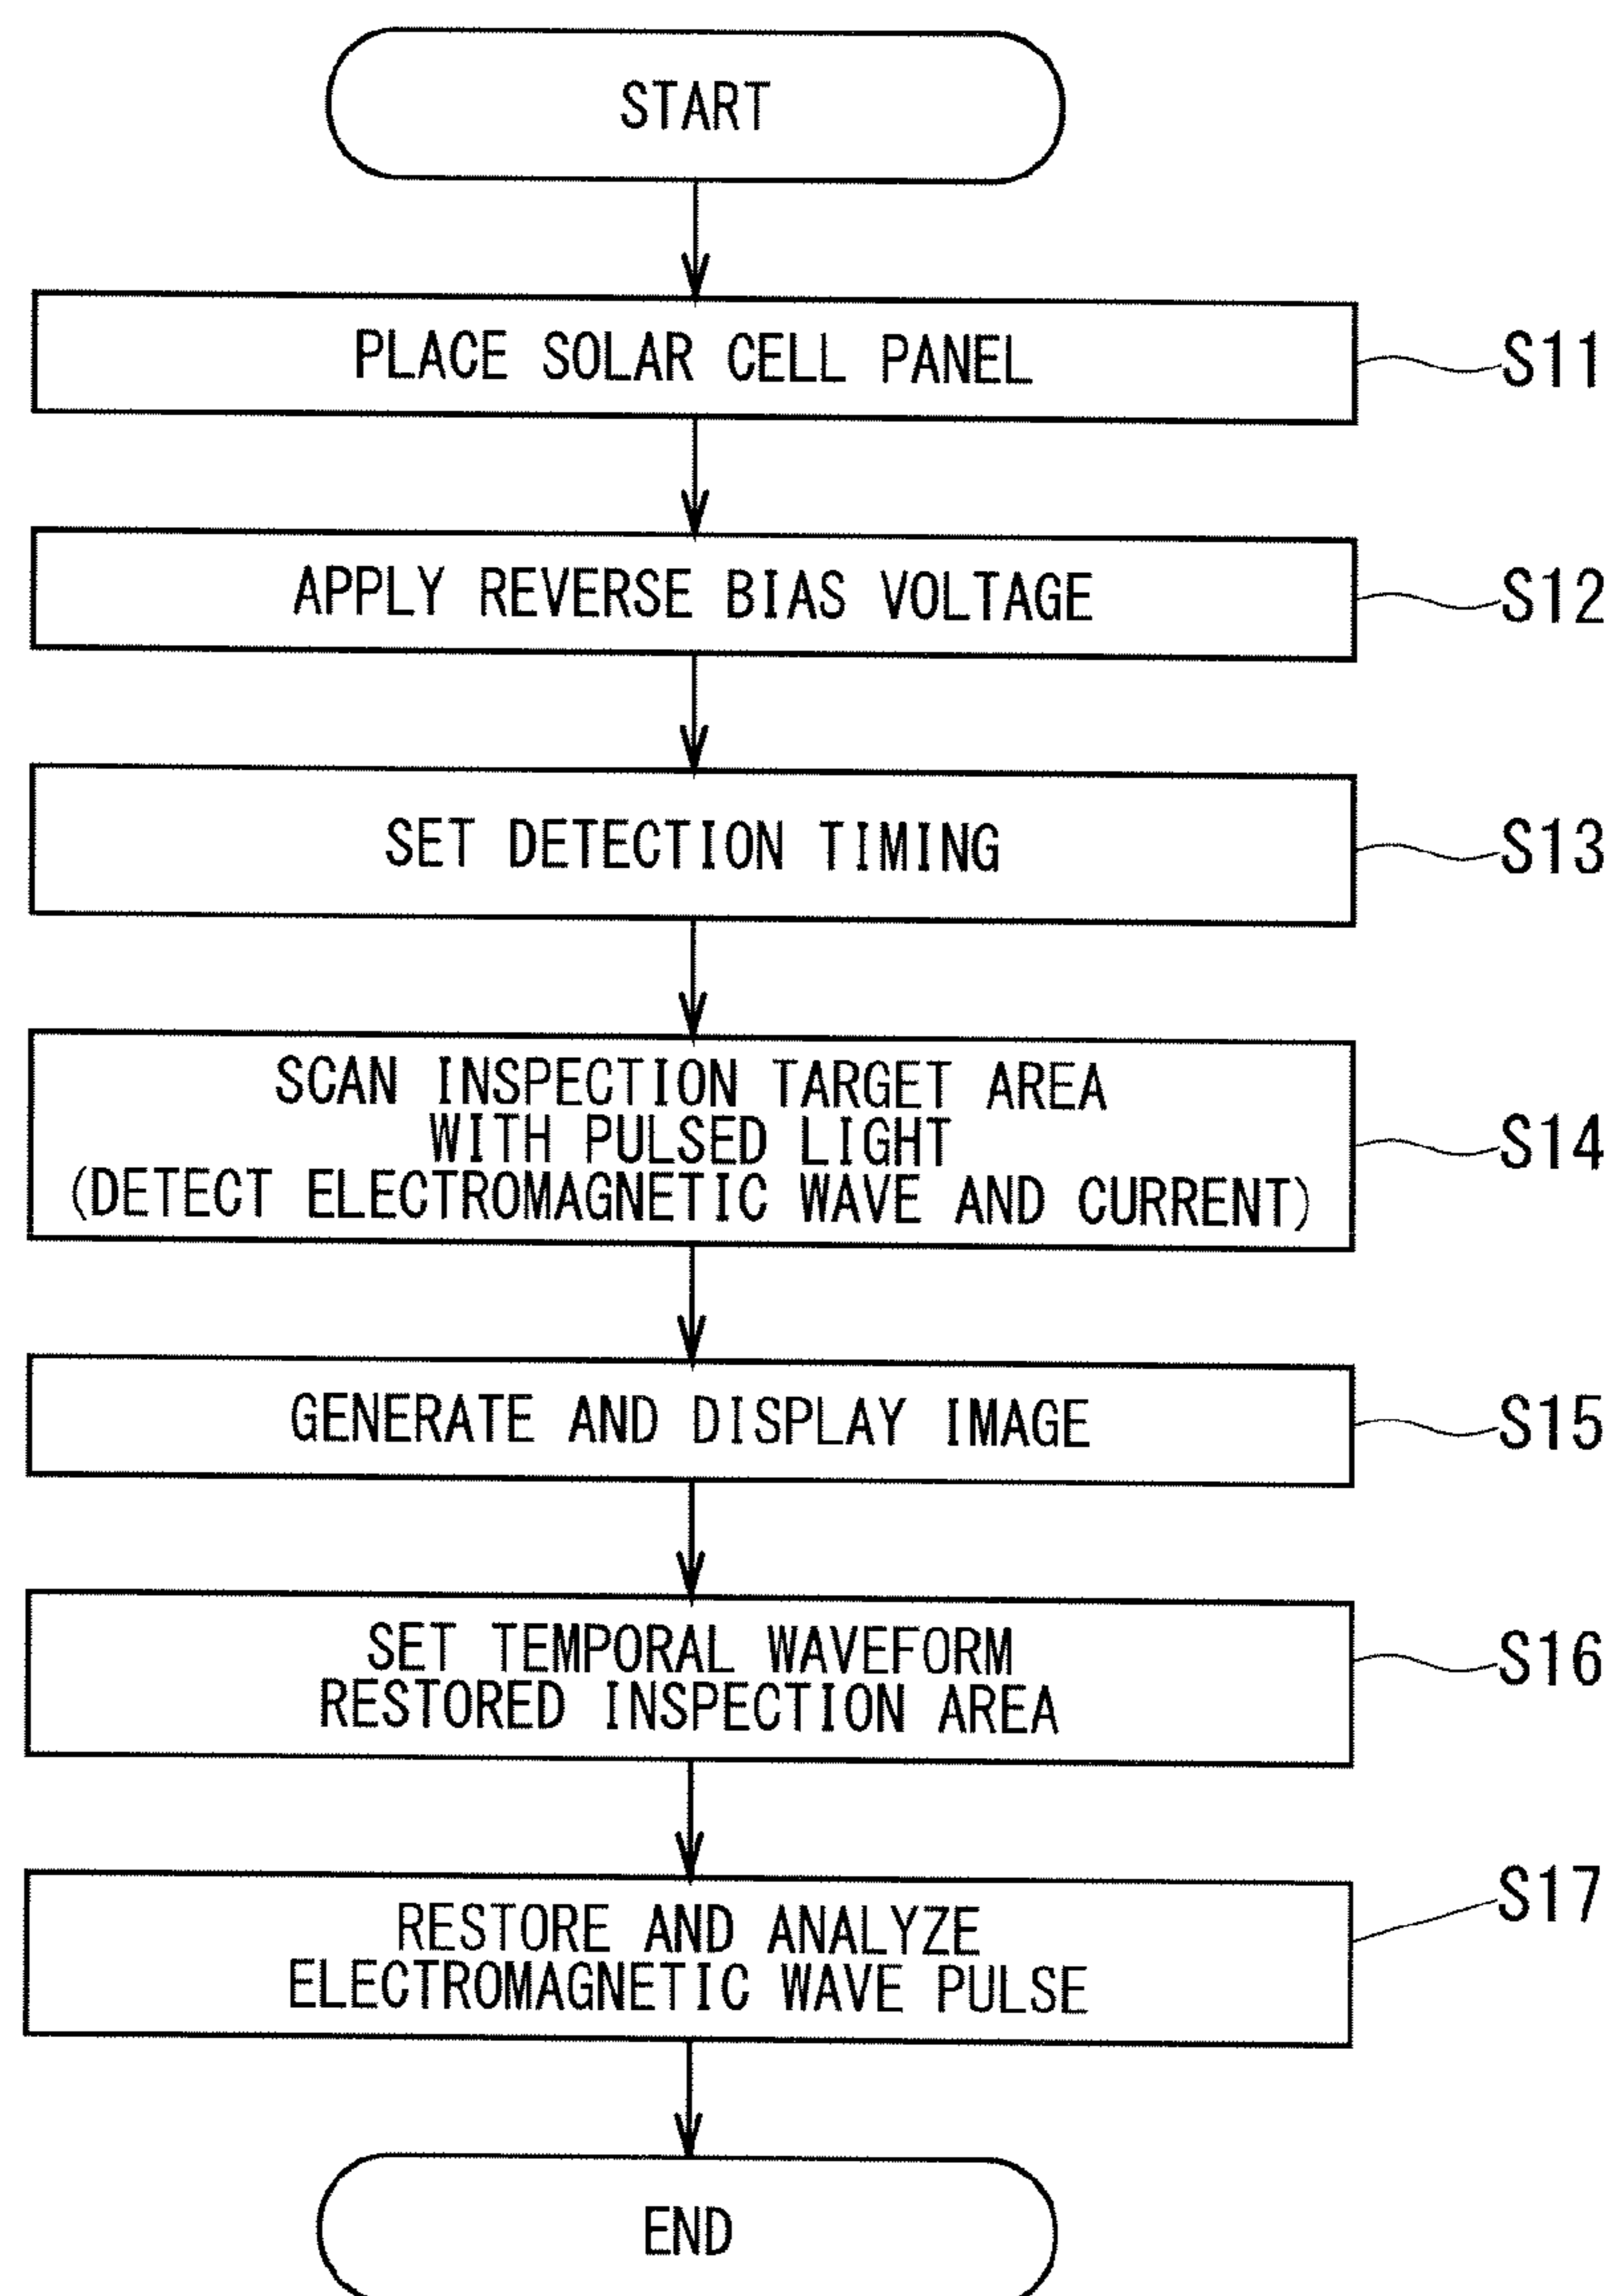 START
PLACE SOLAR CELL PANEL
S11
APPLY REVERSE BIAS VOLTAGE
S12
SET DETECTION TIMING
S13
SCAN INSPECTION TARGET AREA
WITH PULSED LIGHT
(DETECT ELECTROMAGNETIC WAVE AND CURRENT)
S14
GENERATE AND DISPLAY IMAGE
S15
SET TEMPORAL WAVEFORM
RESTORED INSPECTION AREA
S16
RESTORE AND ANALYZE
ELECTROMAGNETIC WAVE PULSE
S17
END